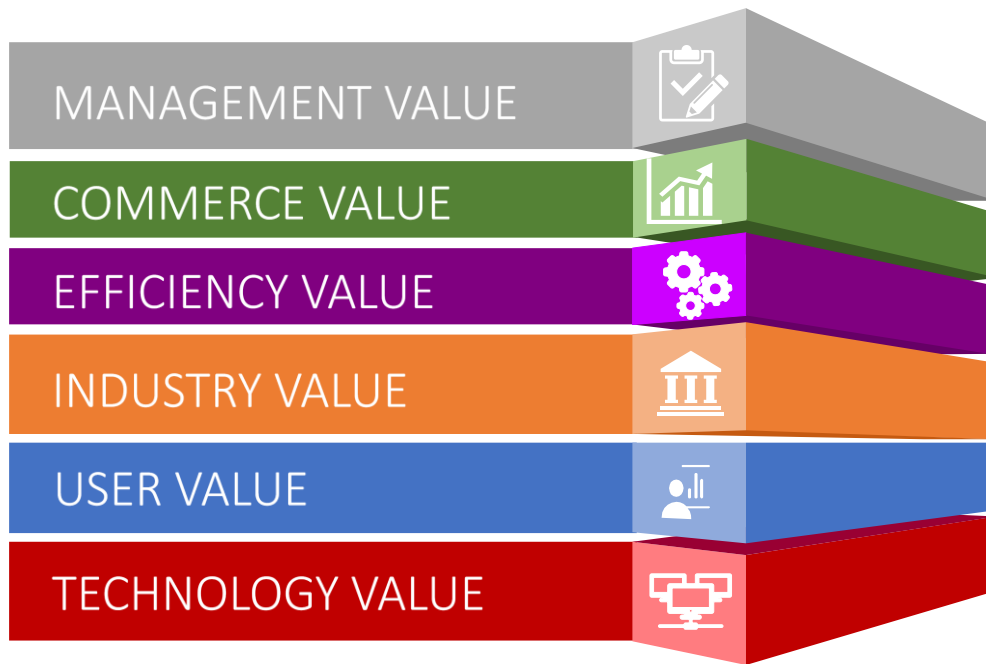 MANAGEMENT VALUE
COMMERCE VALUE
EFFICIENCY VALUE
INDUSTRY VALUE
USER VALUE
TECHNOLOGY VALUE